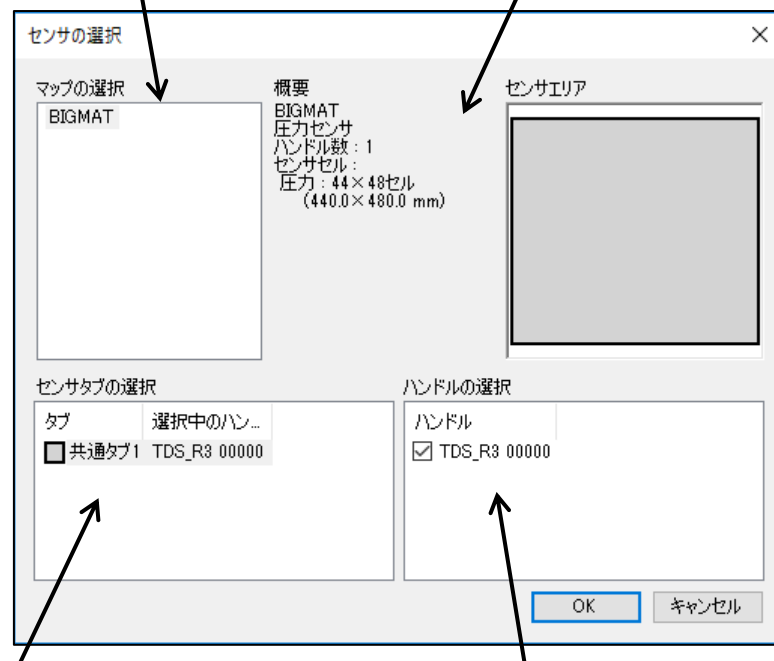 センサの選択
マップの選択
BIGMAT
概要
BIGMAT
圧力センサ
ハンドル数:1
センサセル:
圧力:44×48セル
(440.0×480.0 mm)
センサエリア
センサタブの選択
タブ 選択中のハン...
共通タブ1 TDS_R3 00000
ハンドルの選択
ハンドル
TDS_R3 00000
OK キャンセル